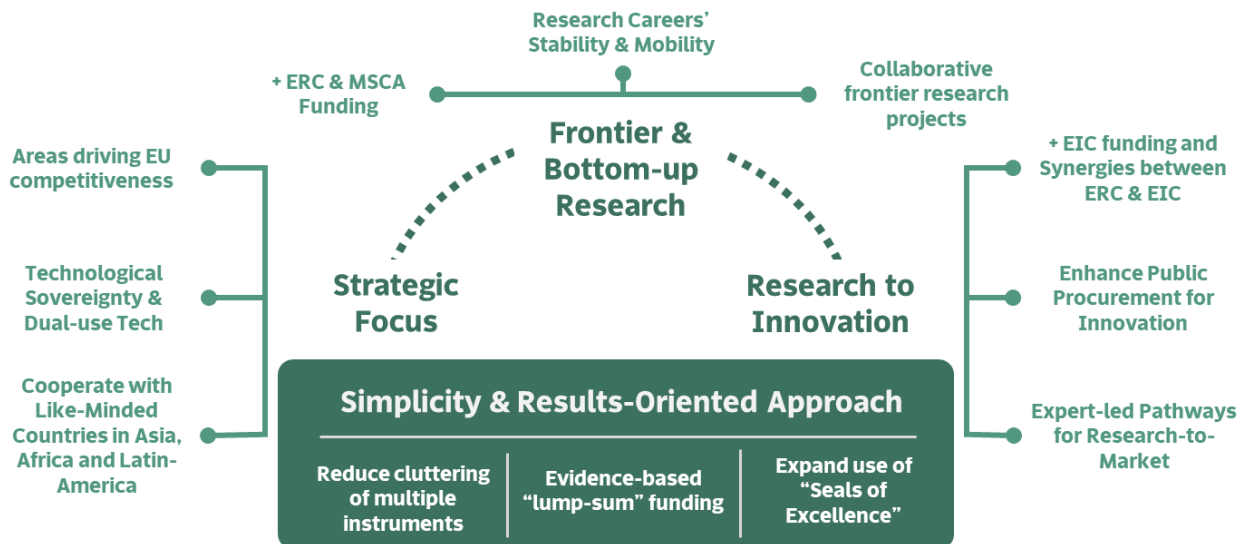 Research Careers'
Stability & Mobility
+ ERC & MSCA
Funding
Collaborative
frontier research
projects
Frontier &
Bottom-up
Research
Areas driving EU
competitiveness
Technological
Sovereignty &
Dual-use Tech
Cooperate with
Like-Minded
Countries in Asia,
Africa and Latin-
America
Strategic
Focus
Research to
Innovation
+ EIC funding and
Synergies between
ERC & EIC
Enhance Public
Procurement for
Innovation
Expert-led Pathways
for Research-to-
Market
Simplicity & Results-Oriented Approach
Reduce cluttering
of multiple
instruments
Evidence-based
“lump-sum” funding
Expand use of
“Seals of
Excellence”